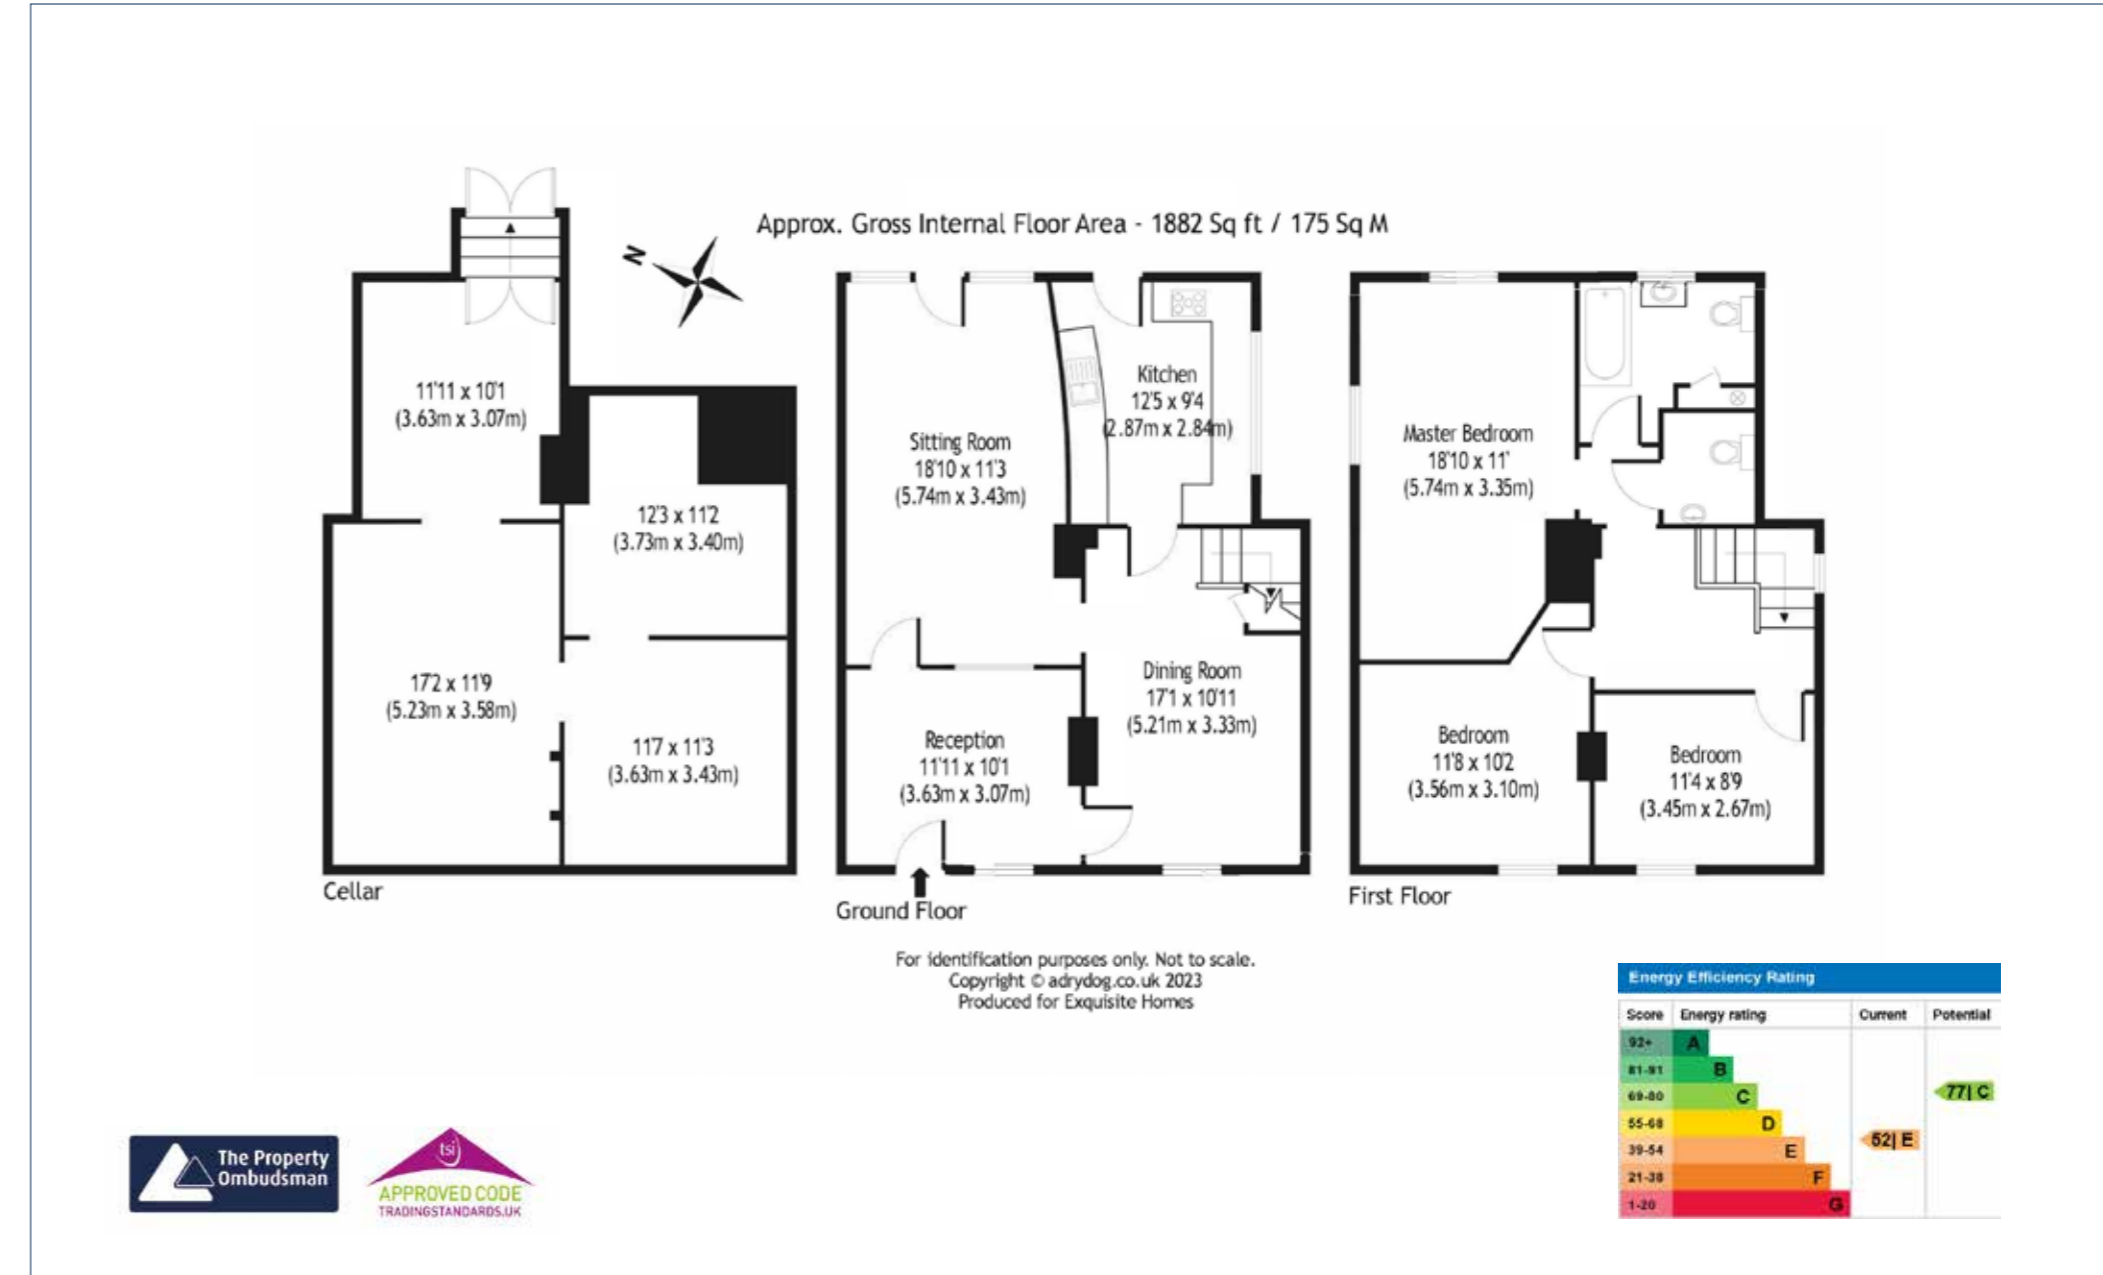 Approx. Gross Internal Floor Area - 1882 Sq ft / 175 Sq M
N
11'11 x 10'1
(3.63m x 3.07m)
12'3 x 11'2
(3.73m x 3.40m)
17'2 x 11'9
(5.23m x 3.58m)
11'7 x 11'3
(3.63m x 3.43m)
Cellar
Sitting Room
18'10 x 11'3
(5.74m x 3.43m)
Kitchen
12'5 x 9'4
(2.87m x 2.84m)
Dining Room
17'1 x 10'11
(5.21m x 3.33m)
Reception
11'11 x 10'1
(3.63m x 3.07m)
Ground Floor
Master Bedroom
18'10 x 11'
(5.74m x 3.35m)
Bedroom
11'8 x 10'2
(3.56m x 3.10m)
Bedroom
11'4 x 8'9
(3.45m x 2.67m)
First Floor
For identification purposes only. Not to scale.
Copyright © adrydog.co.uk 2023
Produced for Exquisite Homes
Energy Efficiency Rating
Score Energy rating Current Potential
92+ A
81-91 B
69-80 C 77| C
55-68 D
39-54 E 52| E
21-38 F
1-20 G
The Property
Ombudsman
tsi
APPROVED CODE
TRADINGSTANDARDS.UK